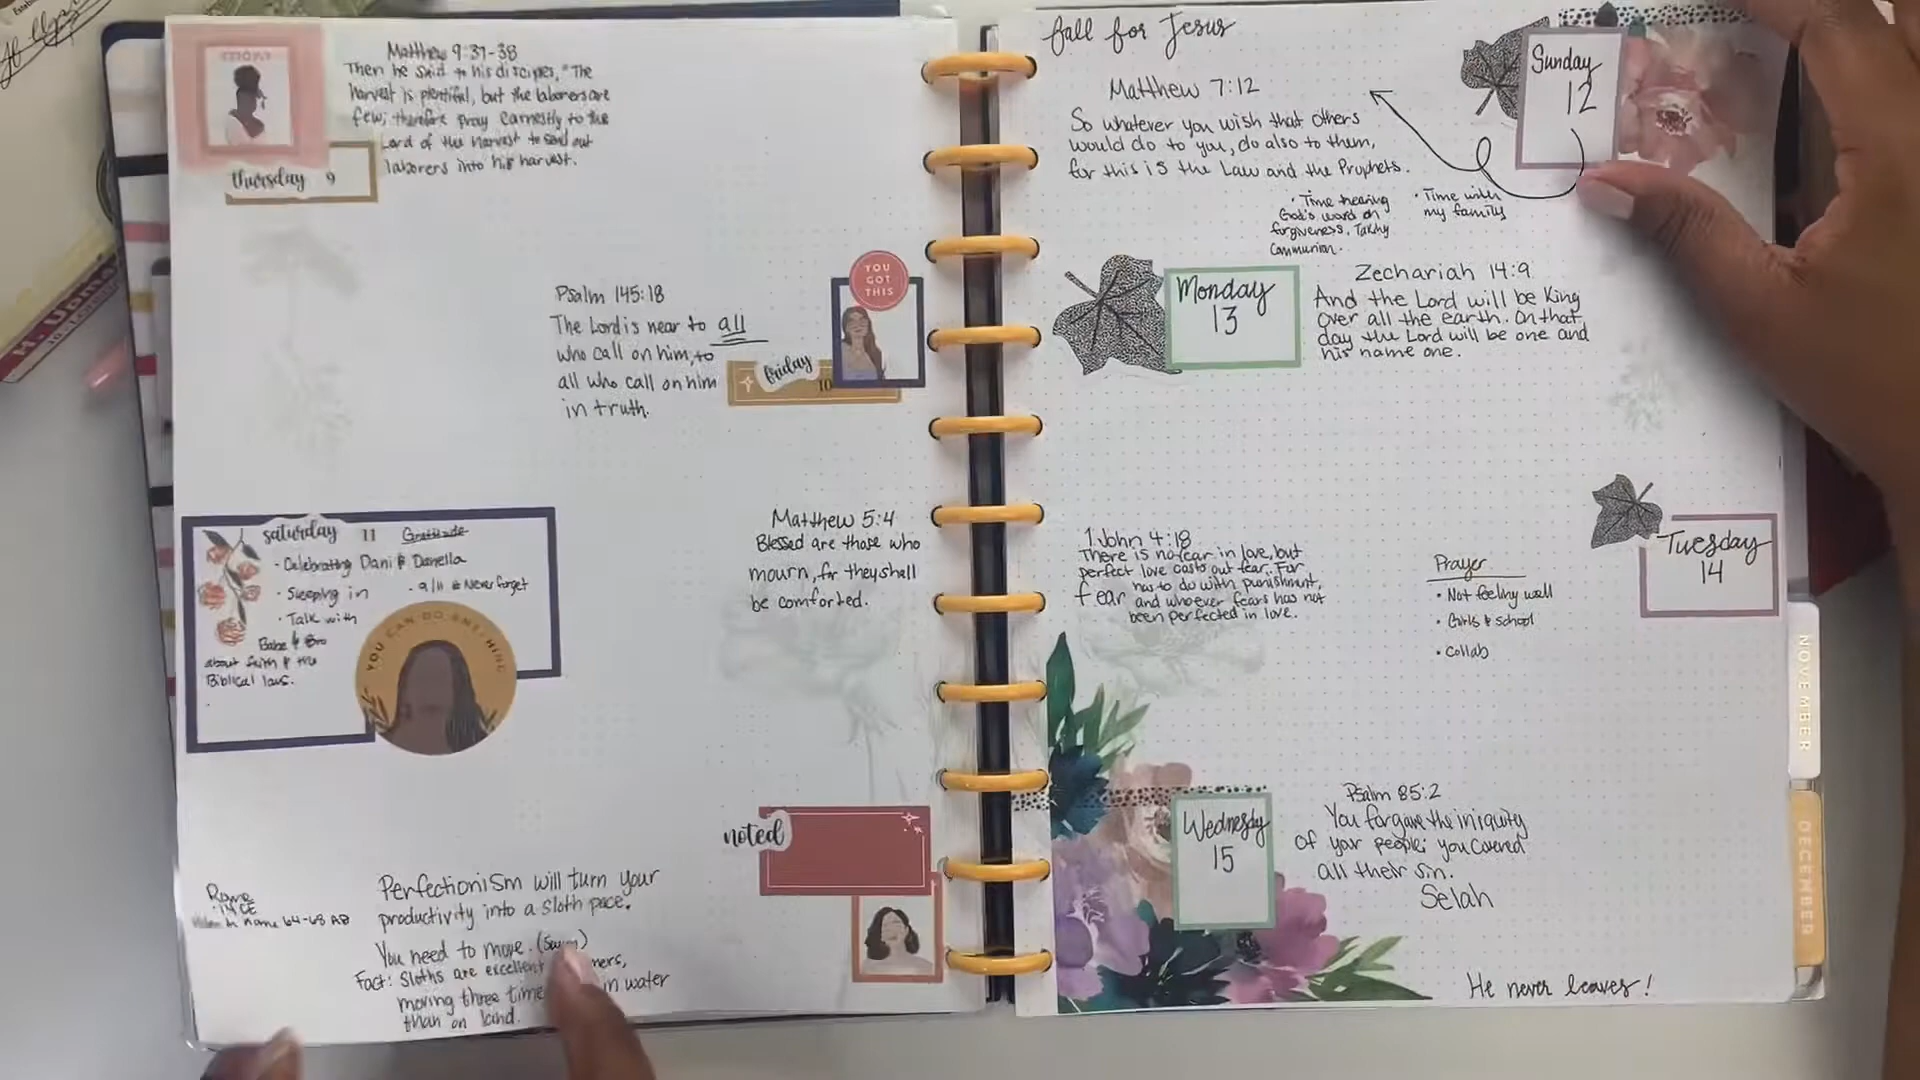 Matthew 9:37-38
Then he said to his disciples, "The
harvest is plentiful, but the laborers are
few; therefore pray earnestly to the
Lord of the harvest to send out
laborers into his harvest.
thursday 9
Psalm 145:18
The Lord is near to all
who call on him, to
all who call on him
in truth.
YOU
GOT
THIS
friday
10
saturday 11 Gratitude
· Celebrating Dani & Danella
· Sleeping in
· 9/11 Never forget
· Talk with
Babe & Bro
about faith & the
Biblical laws.
YOU CAN DO ANYTHING
Matthew 5:4
Blessed are those who
mourn, for they shall
be comforted.
noted
Rome
64-68 AD
Perfectionism will turn your
productivity into a sloth pace.
You need to move. (Swim)
Fact: Sloths are excellent
moving three time in water
than on land.
fall for Jesus
Sunday
12
Matthew 7:12
So whatever you wish that others
would do to you, do also to them,
for this is the Law and the Prophets.
· Time hearing
God's word on
forgiveness. Taking
Communion.
· Time with
my family
Monday
13
Zechariah 14:9
And the Lord will be King
over all the earth. On that
day the Lord will be one and
his name one.
1 John 4:18
There is no fear in love, but
perfect love casts out fear. For
fear has to do with punishment,
and whoever fears has not
been perfected in love.
Prayer
· Not feeling well
· Girls & school
· Collab
Tuesday
14
Wednesdy
15
Psalm 85:2
You forgave the iniquity
of your people; you covered
all their sin.
Selah
He never leaves!
NOVEMBER
DECEMBER